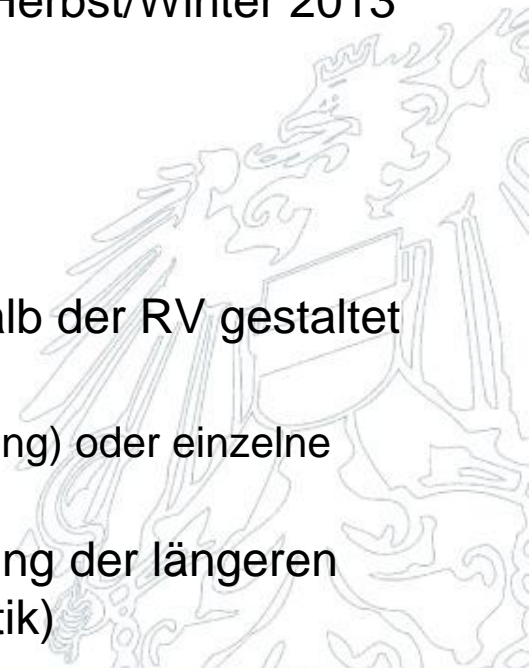 Herbst/Winter 2013
alb der RV gestaltet
ng) oder einzelne
ng der längeren
tik)